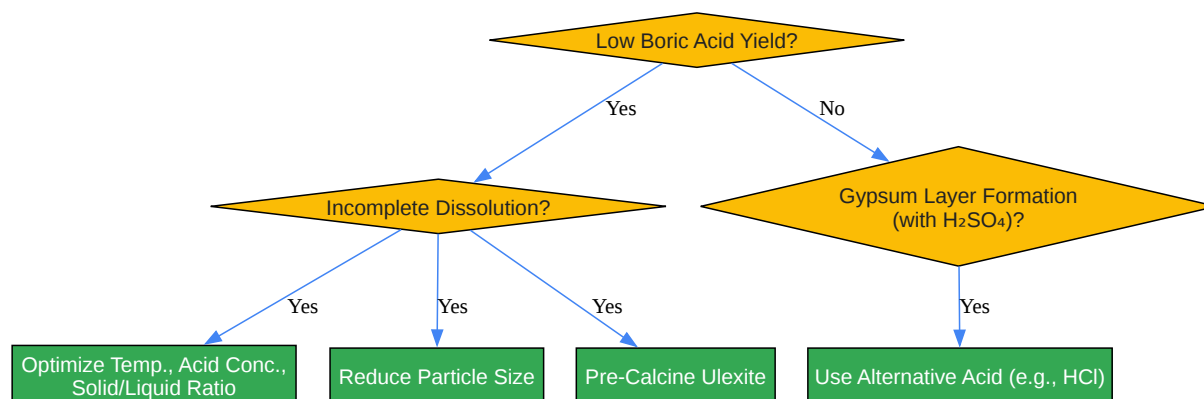 Low Boric Acid Yield?
Yes
No
Incomplete Dissolution?
Gypsum Layer Formation
(with H₂SO₄)?
Yes
Yes
Yes
Yes
Optimize Temp., Acid Conc.,
Solid/Liquid Ratio
Reduce Particle Size
Pre-Calcine Ulexite
Use Alternative Acid (e.g., HCl)